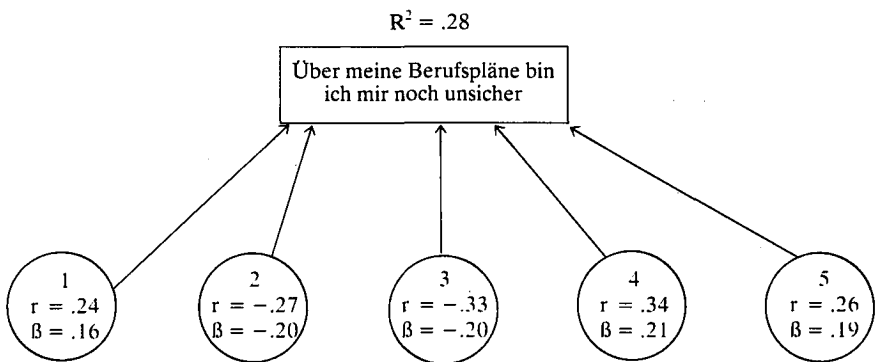 R² = .28
Über meine Berufspläne bin
ich mir noch unsicher
1
r = .24
ß = .16
2
r = -.27
ß = -.20
3
r = -.33
ß = -.20
4
r = .34
ß = .21
5
r = .26
ß = .19